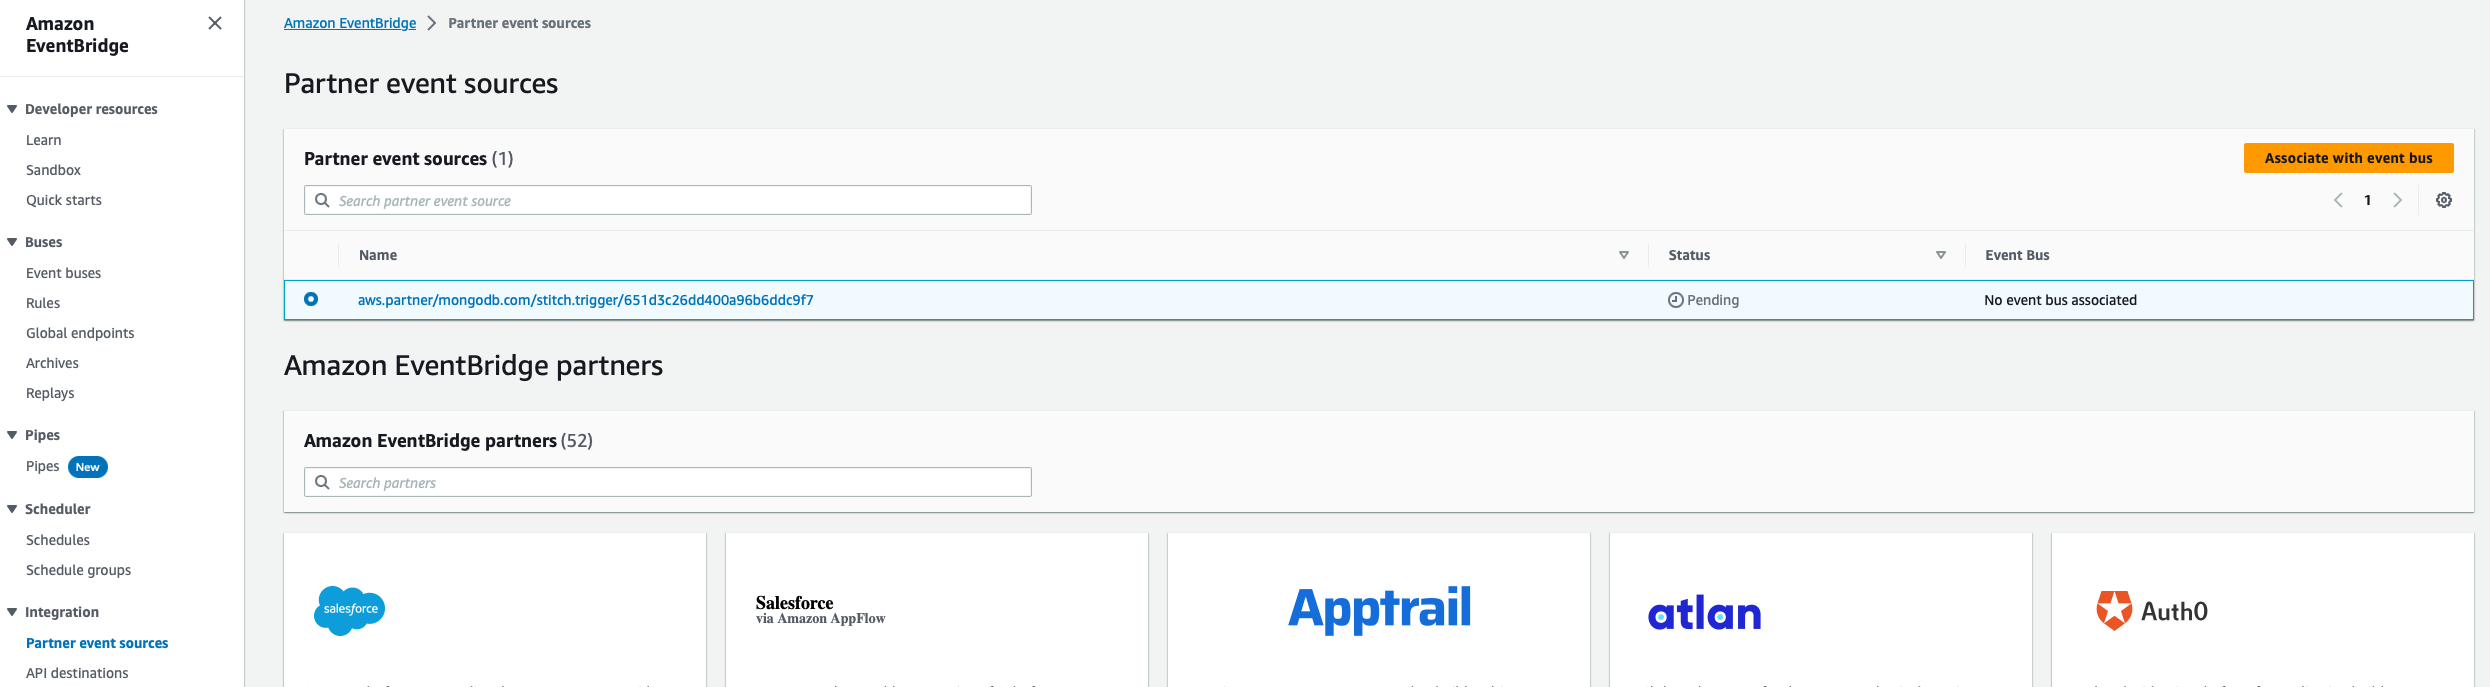 Amazon
EventBridge
Developer resources
Learn
Sandbox
Quick starts
Buses
Event buses
Rules
Global endpoints
Archives
Replays
Pipes
Pipes New
Scheduler
Schedules
Schedule groups
Integration
Partner event sources
API destinations
Amazon EventBridge > Partner event sources
Partner event sources
Partner event sources (1)
Associate with event bus
Search partner event source
1
Name Status Event Bus
aws.partner/mongodb.com/stitch.trigger/651d3c26dd400a96b6ddc9f7 Pending No event bus associated
Amazon EventBridge partners
Amazon EventBridge partners (52)
Search partners
salesforce
Salesforce
via Amazon AppFlow
Apptrail
atlan
Auth0